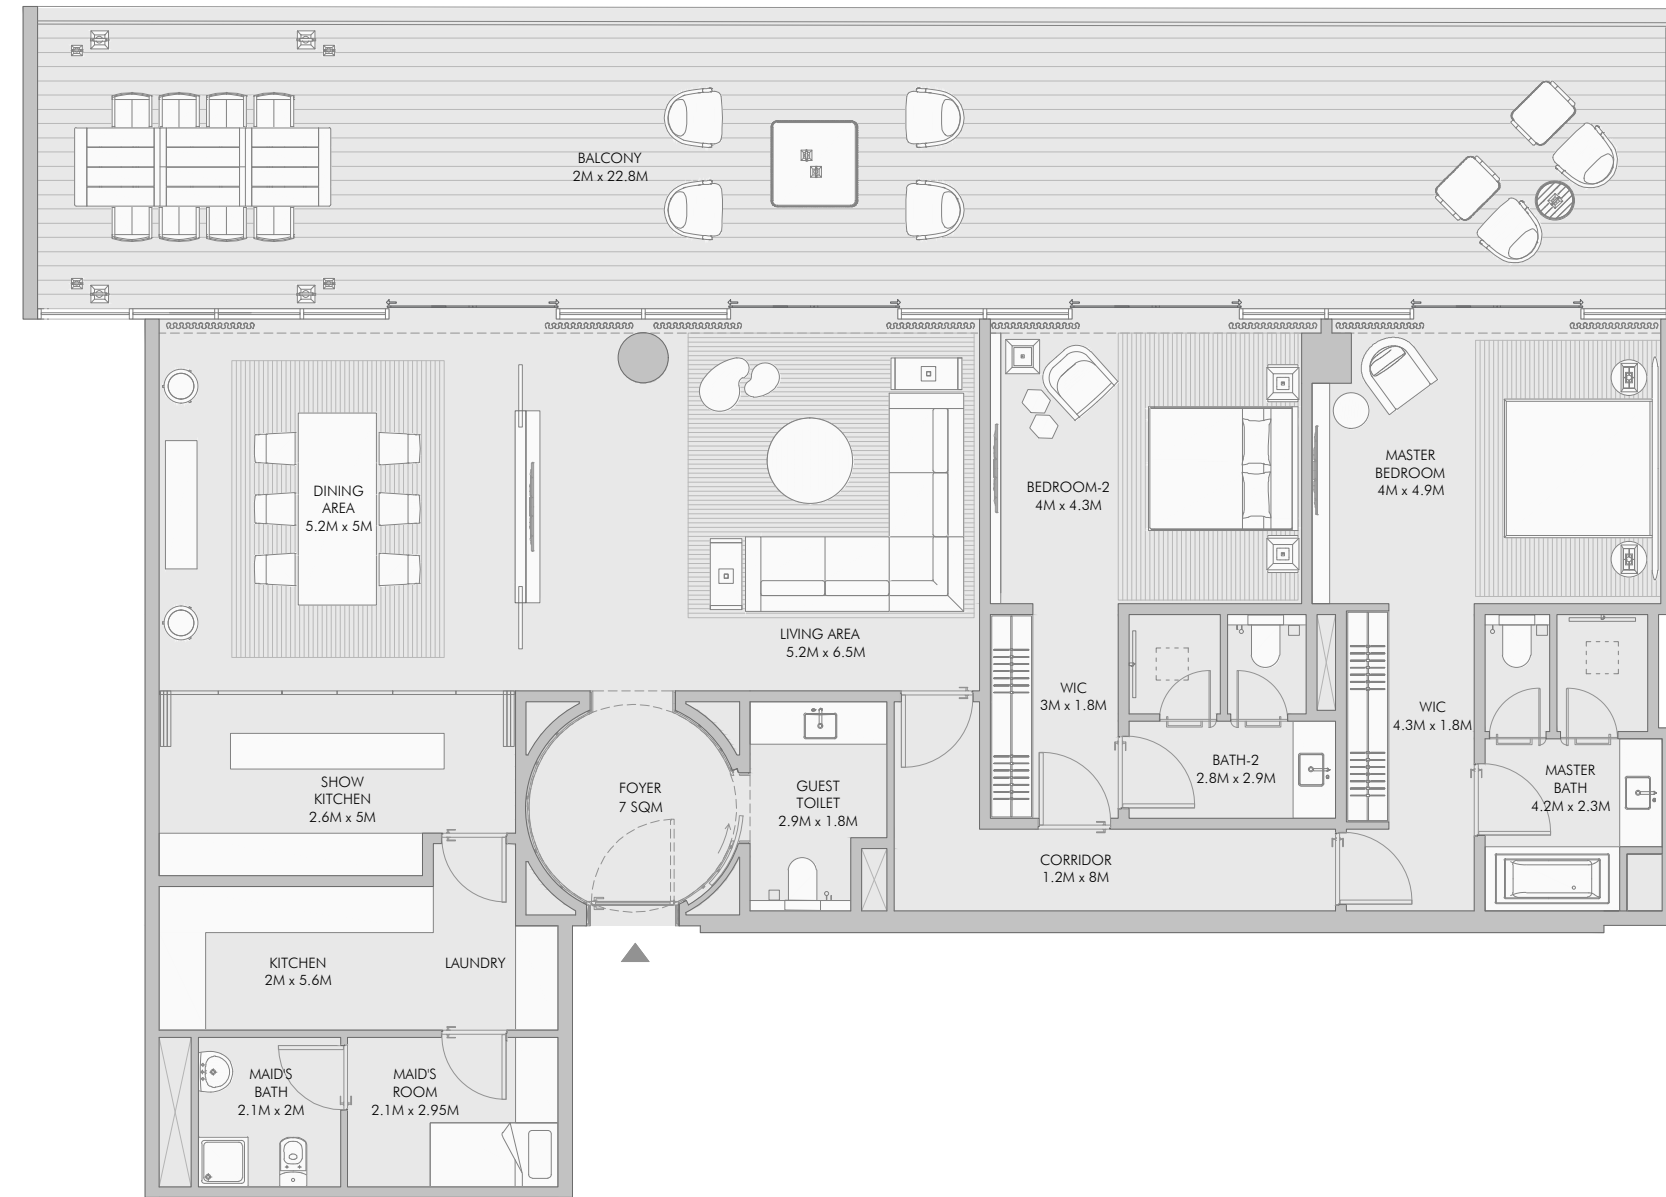 BALCONY
2M x 22.8M
DINING
AREA
5.2M x 5M
LIVING AREA
5.2M x 6.5M
BEDROOM-2
4M x 4.3M
MASTER
BEDROOM
4M x 4.9M
WIC
3M x 1.8M
WIC
4.3M x 1.8M
BATH-2
2.8M x 2.9M
MASTER
BATH
4.2M x 2.3M
SHOW
KITCHEN
2.6M x 5M
FOYER
7 SQM
GUEST
TOILET
2.9M x 1.8M
CORRIDOR
1.2M x 8M
KITCHEN
2M x 5.6M
LAUNDRY
MAID'S
BATH
2.1M x 2M
MAID'S
ROOM
2.1M x 2.95M